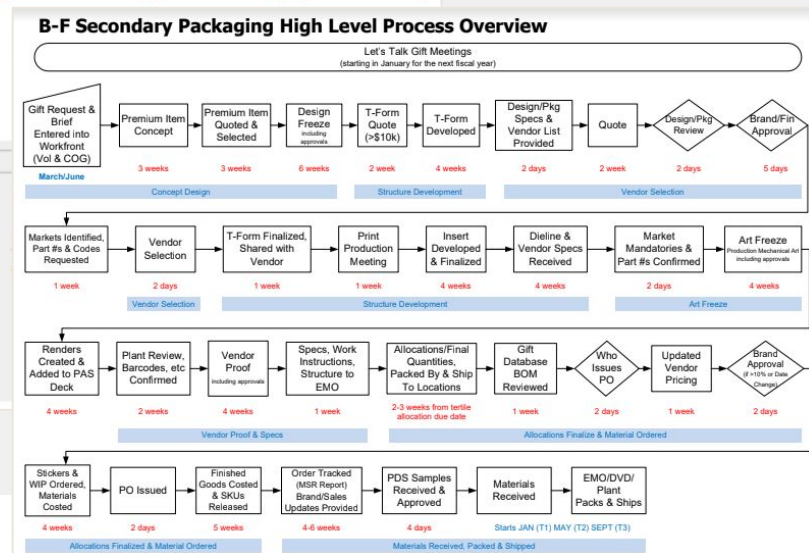 B-F Secondary Packaging High Level Process Overview
Let's Talk Gift Meetings
(starting in January for the next fiscal year)
Gift Request &
Brief
Entered into
Workfront
(Vol & COG)
March/June
Premium Item
Concept
3 weeks
Premium Item
Quoted &
Selected
3 weeks
Design
Freeze
including
approvals
6 weeks
T-Form
Quote
(>$10k)
2 week
T-Form
Developed
4 weeks
Design/Pkg
Specs &
Vendor List
Provided
2 days
Quote
2 week
Design/Pkg
Review
2 days
Brand/Fin
Approval
5 days
Concept Design
Structure Development
Vendor Selection
Markets Identified,
Part #s & Codes
Requested
1 week
Vendor
Selection
2 days
T-Form Finalized,
Shared with
Vendor
1 week
Print
Production
Meeting
1 week
Insert
Developed
& Finalized
4 weeks
Dieline &
Vendor Specs
Received
4 weeks
Market
Mandatories &
Part #s Confirmed
2 days
Art Freeze
Production Mechanical Art
including approvals
4 weeks
Vendor Selection
Structure Development
Art Freeze
Renders
Created &
Added to PAS
Deck
4 weeks
Plant Review,
Barcodes, etc
Confirmed
2 weeks
Vendor
Proof
including approvals
4 weeks
Specs, Work
Instructions,
Structure to
EMO
1 week
Allocations/Final
Quantities,
Packed By & Ship
To Locations
2-3 weeks from tertile
allocation due date
Gift
Database
BOM
Reviewed
1 week
Who
Issues
PO
2 days
Updated
Vendor
Pricing
1 week
Brand
Approval
(if >10% or Date
Change)
2 days
Vendor Proof & Specs
Allocations Finalize & Material Ordered
Stickers &
WIP Ordered,
Materials
Costed
4 weeks
PO Issued
2 days
Finished
Goods Costed
& SKUs
Released
5 weeks
Order Tracked
(MSR Report)
Brand/Sales
Updates Provided
4-6 weeks
PDS Samples
Received &
Approved
4 days
Materials
Received
Starts JAN (T1) MAY (T2) SEPT (T3)
EMO/DVD/
Plant
Packs & Ships
Allocations Finalized & Material Ordered
Materials Received, Packed & Shipped